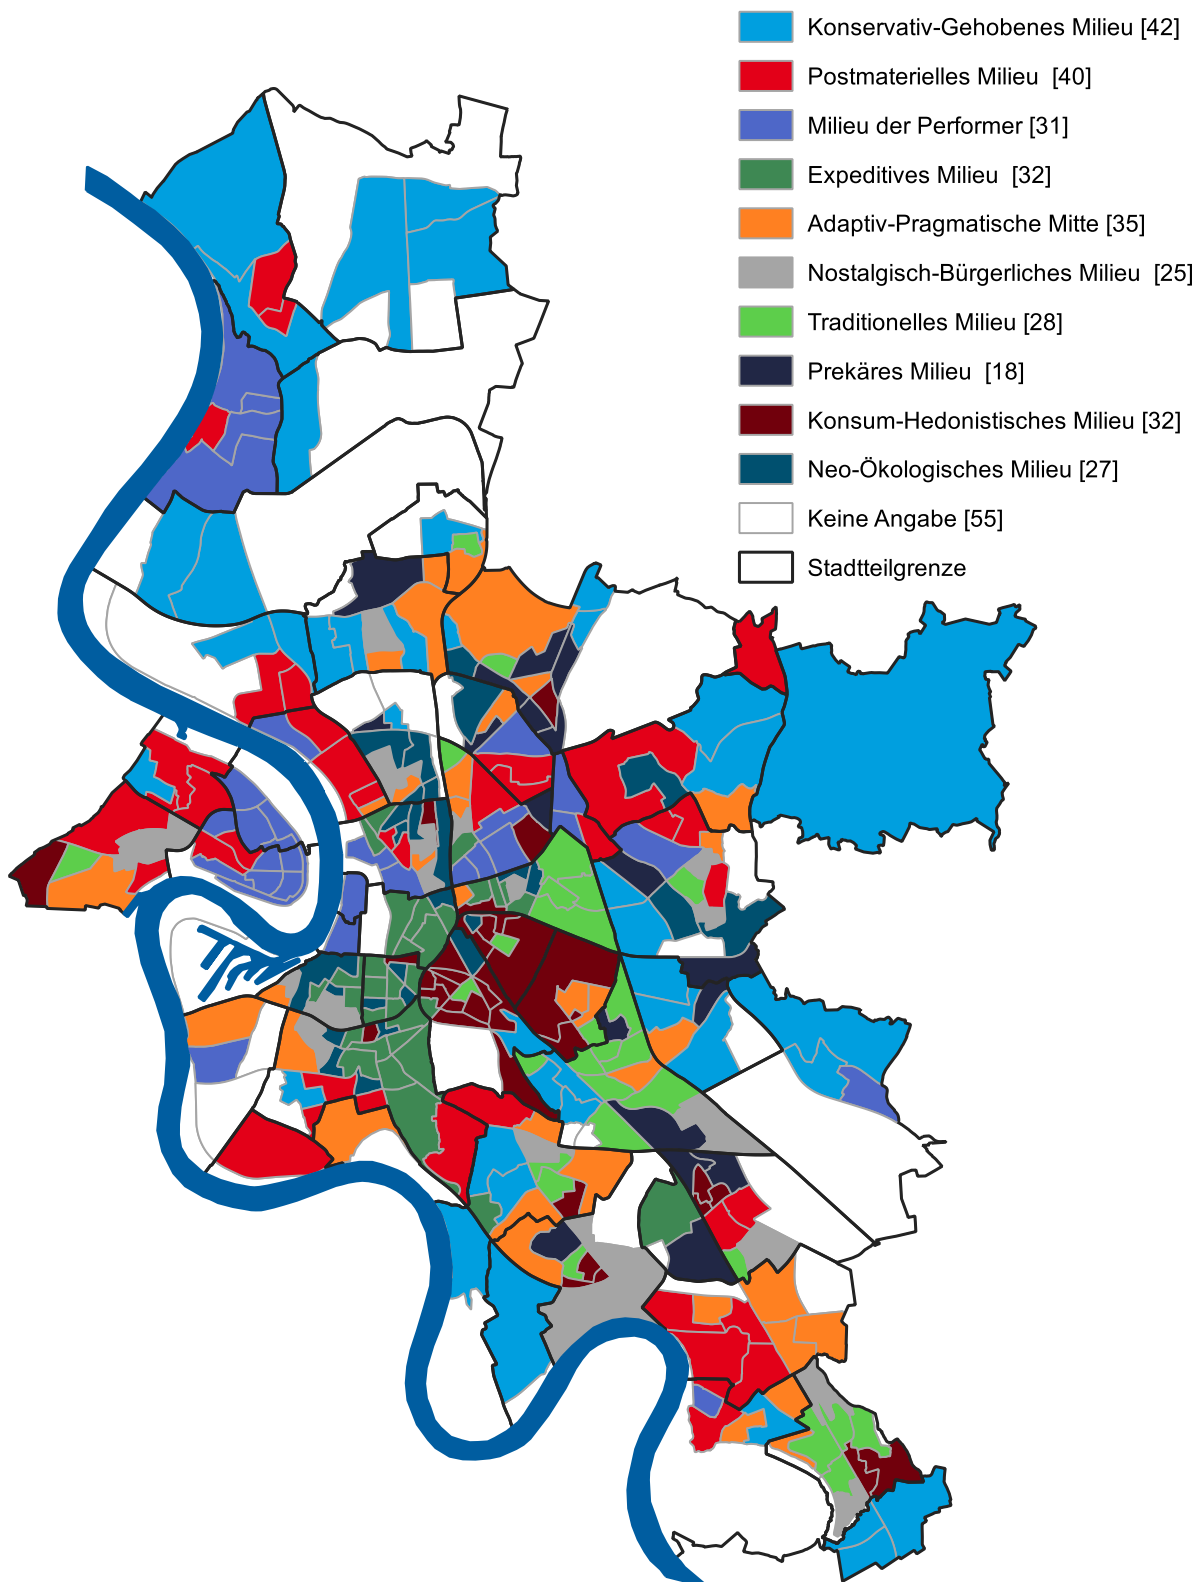 Konservativ-Gehobenes Milieu [42]
Postmaterielles Milieu [40]
Milieu der Performer [31]
Expeditives Milieu [32]
Adaptiv-Pragmatische Mitte [35]
Nostalgisch-Bürgerliches Milieu [25]
Traditionelles Milieu [28]
Prekäres Milieu [18]
Konsum-Hedonistisches Milieu [32]
Neo-Ökologisches Milieu [27]
Keine Angabe [55]
Stadtteilgrenze